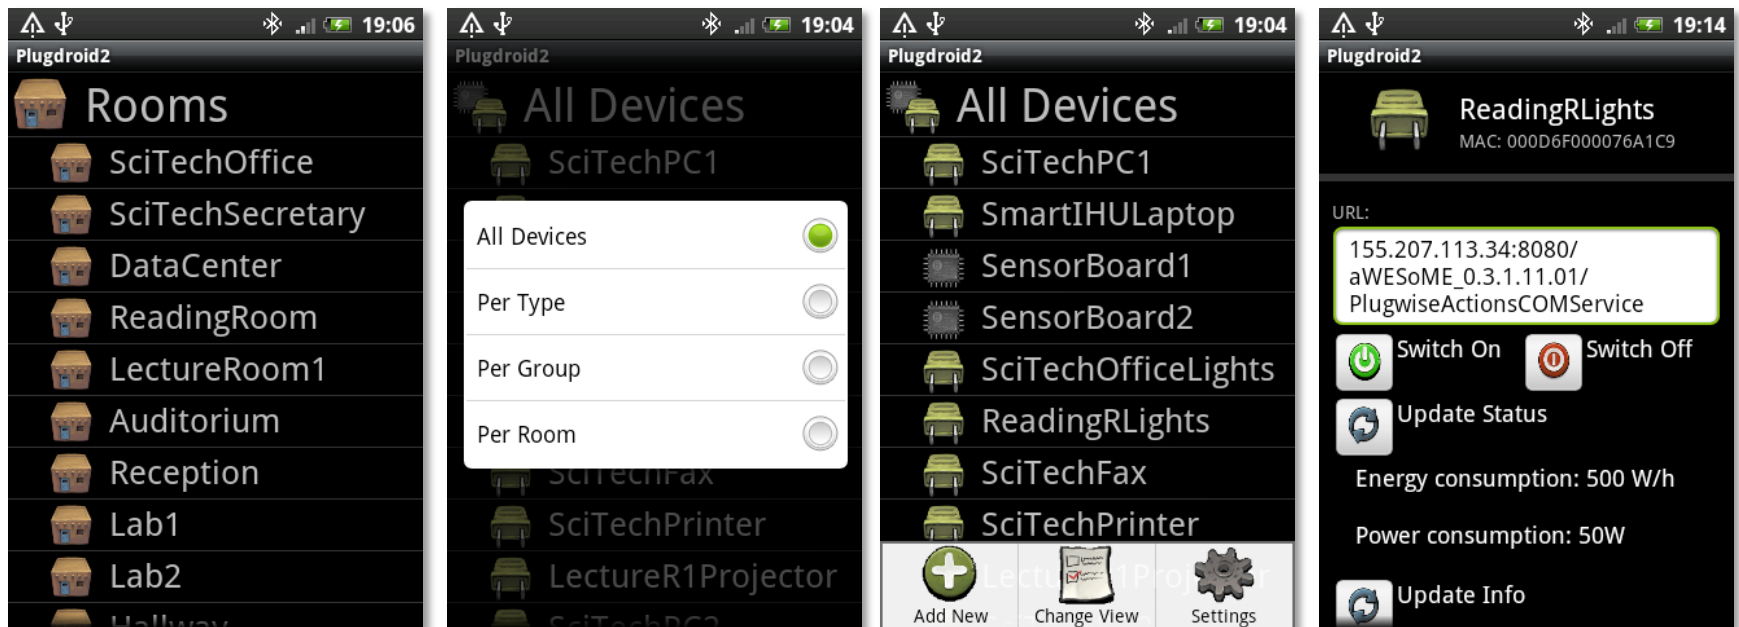 19:06
Plugdroid2
Rooms
SciTechOffice
SciTechSecretary
DataCenter
ReadingRoom
LectureRoom1
Auditorium
Reception
Lab1
Lab2
Hallway
19:04
Plugdroid2
All Devices
SciTechPC1
All Devices
Per Type
Per Group
Per Room
SciTechFax
SciTechPrinter
LectureR1Projector
SciTechPC2
19:04
Plugdroid2
All Devices
SciTechPC1
SmartIHULaptop
SensorBoard1
SensorBoard2
SciTechOfficeLights
ReadingRLights
SciTechFax
SciTechPrinter
LectureR1Projector
Add New
Change View
Settings
19:14
Plugdroid2
ReadingRLights
MAC: 000D6F000076A1C9
URL:
155.207.113.34:8080/
aWESoME_0.3.1.11.01/
PlugwiseActionsCOMService
Switch On
Switch Off
Update Status
Energy consumption: 500 W/h
Power consumption: 50W
Update Info